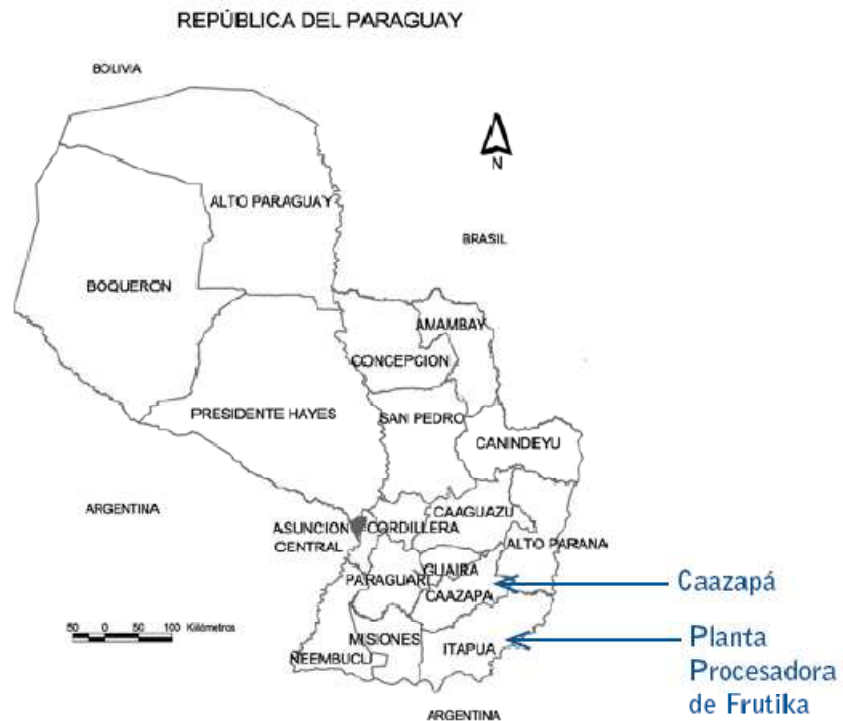 REPÚBLICA DEL PARAGUAY
BOLIVIA
N
ALTO PARAGUAY
BRASIL
BOQUERON
AMAMBAY
CONCEPCION
PRESIDENTE HAYES
SAN PEDRO
CANINDEYU
ARGENTINA
CAAGUAZU
ASUNCION
CORDILLERA
CENTRAL
ALTO PARANA
GUAIRA
PARAGUARI
CAAZAPA
Caazapá
50 0 50 100 Kilómetros
MISIONES
ITAPUA
ÑEEMBUCU
Planta
Procesadora
de Frutika
ARGENTINA